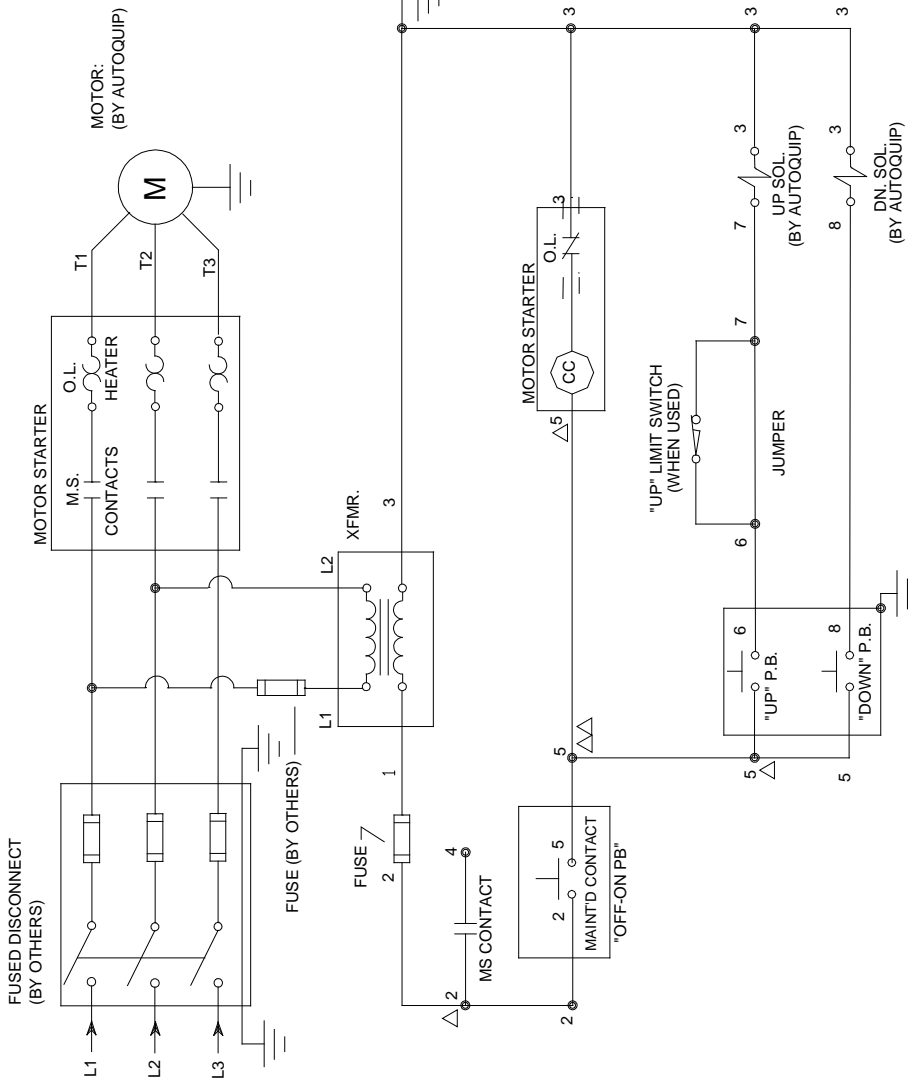 FUSED DISCONNECT
(BY OTHERS)
L1
L2
L3
MOTOR STARTER
M.S.
CONTACTS
O.L.
HEATER
T1
T2
T3
M
MOTOR:
(BY AUTOQUIP)
FUSE (BY OTHERS)
L1
L2
XFMR.
FUSE
2
1
3
2
4
MS CONTACT
2
2
5
MAINT'D CONTACT
"OFF-ON PB"
5
5
MOTOR STARTER
CC
O.L.
3
3
"UP" LIMIT SWITCH
(WHEN USED)
JUMPER
5
"UP" P.B.
6
6
7
7
3
3
UP SOL.
(BY AUTOQUIP)
5
"DOWN" P.B.
8
8
3
3
DN. SOL.
(BY AUTOQUIP)